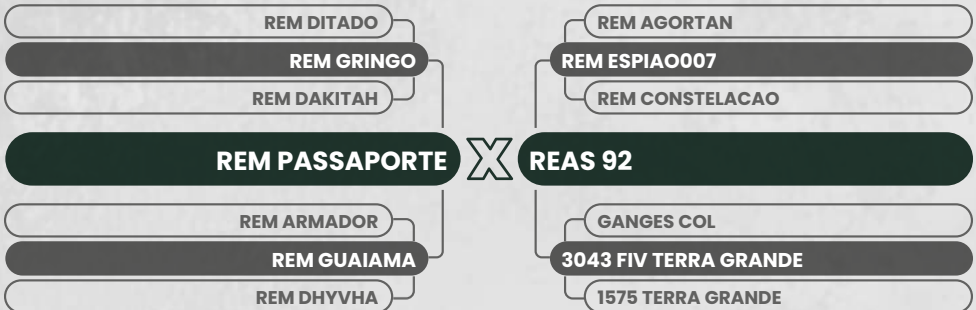 REM DITADO
REM GRINGO
REM DAKITAH
REM PASSAPORTE
REM ARMADOR
REM GUAIAMA
REM DHYVHA
X
REM AGORTAN
REM ESPIAO007
REM CONSTELACAO
REAS 92
GANGES COL
3043 FIV TERRA GRANDE
1575 TERRA GRANDE